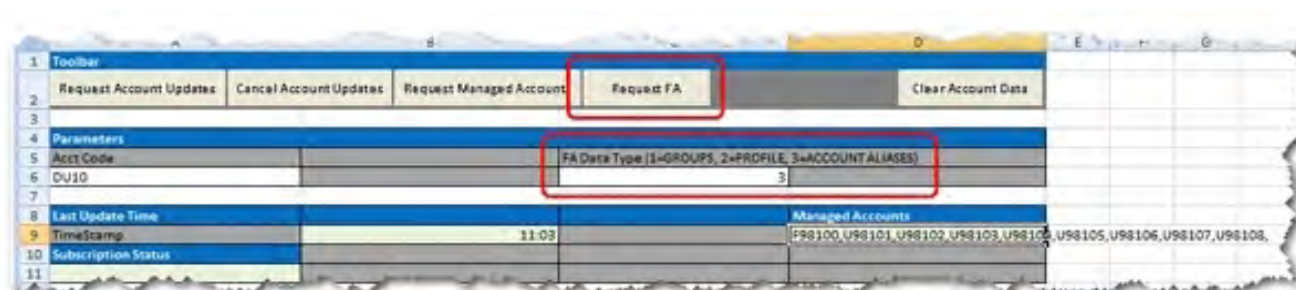 A B D E G
1 Toolbar
2 Request Account Updates Cancel Account Updates Request Managed Account Request FA Clear Account Data
3
4 Parameters
5 Acct Code FA Data Type (1=GROUPS, 2=PROFILE, 3=ACCOUNT ALIASES)
6 DU10 3
7
8 Last Update Time Managed Accounts
9 TimeStamp 11:03 F98100,U98101,U98102,U98103,U98104,U98105,U98106,U98107,U98108,
10 Subscription Status
11